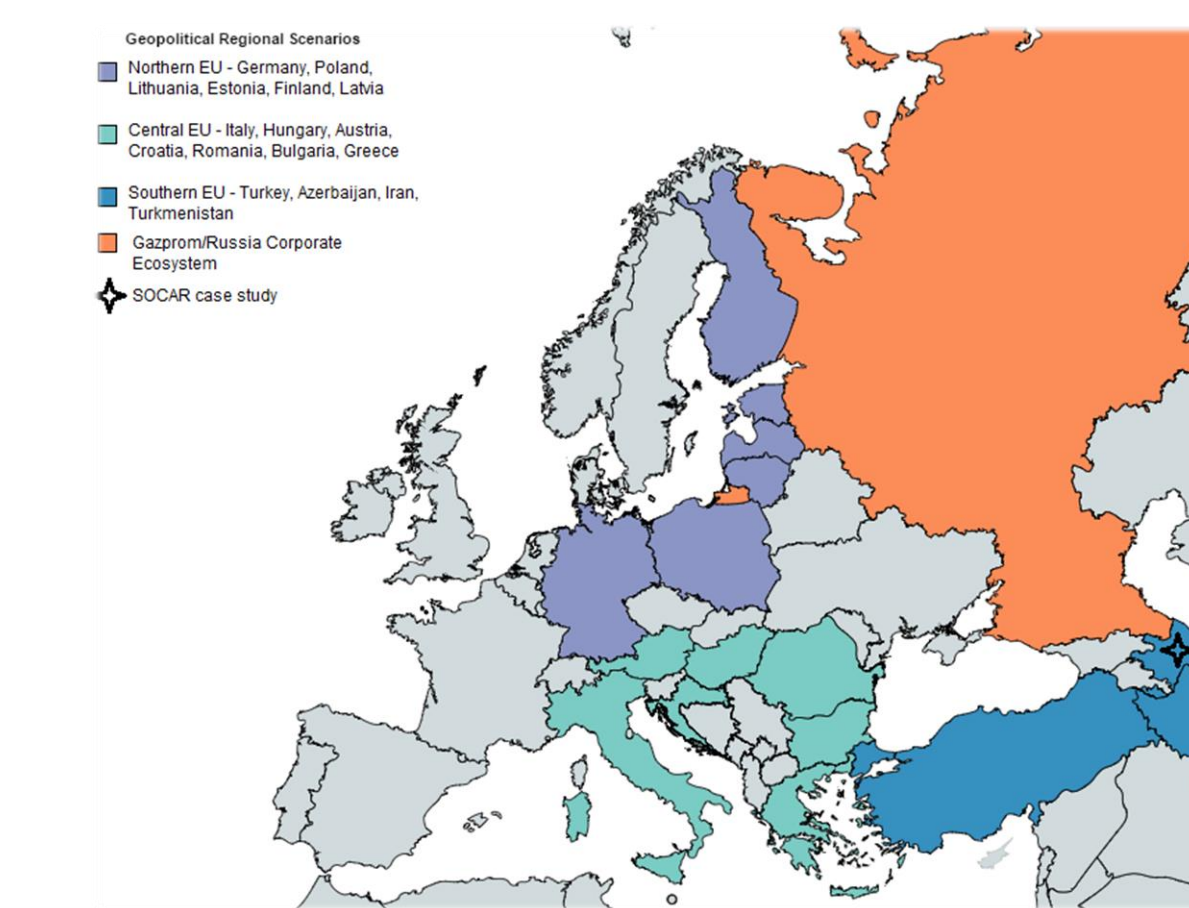 Geopolitical Regional Scenarios
Northern EU - Germany, Poland,
Lithuania, Estonia, Finland, Latvia
Central EU - Italy, Hungary, Austria,
Croatia, Romania, Bulgaria, Greece
Southern EU - Turkey, Azerbaijan, Iran,
Turkmenistan
Gazprom/Russia Corporate
Ecosystem
SOCAR case study